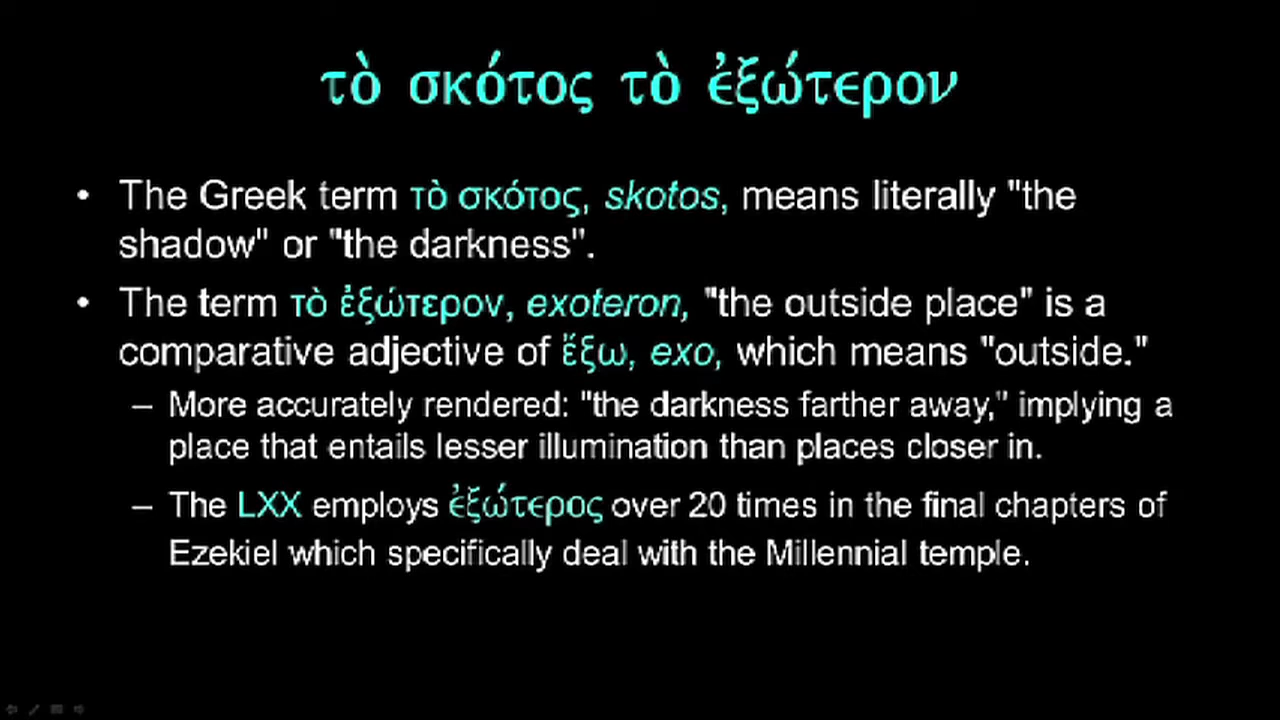 τὸ σκότος τὸ ἐξώτερον
• The Greek term τὸ σκότος, skotos, means literally "the
shadow" or "the darkness".
• The term τὸ ἐξώτερον, exoteron, "the outside place" is a
comparative adjective of ἔξω, exo, which means "outside."
– More accurately rendered: "the darkness farther away," implying a
place that entails lesser illumination than places closer in.
– The LXX employs ἐξώτερος over 20 times in the final chapters of
Ezekiel which specifically deal with the Millennial temple.